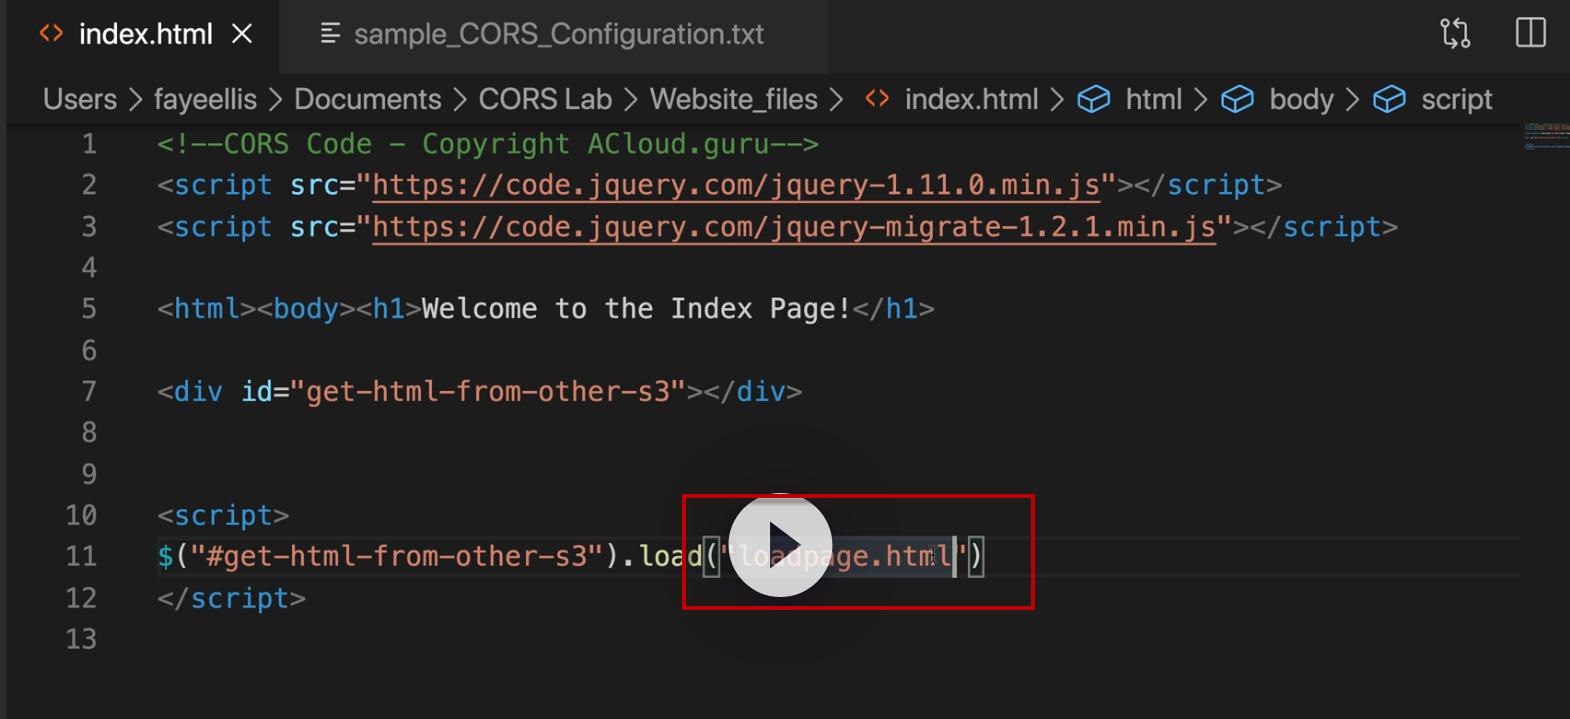 index.html
sample_CORS_Configuration.txt
Users > fayeellis > Documents > CORS Lab > Website_files > <> index.html > html > body > script
1 <!--CORS Code - Copyright ACloud.guru-->
2 <script src="https://code.jquery.com/jquery-1.11.0.min.js"></script>
3 <script src="https://code.jquery.com/jquery-migrate-1.2.1.min.js"></script>
4
5 <html><body><h1>Welcome to the Index Page!</h1>
6
7 <div id="get-html-from-other-s3"></div>
8
9
10 <script>
11 $("#get-html-from-other-s3").load("loadpage.html")
12 </script>
13